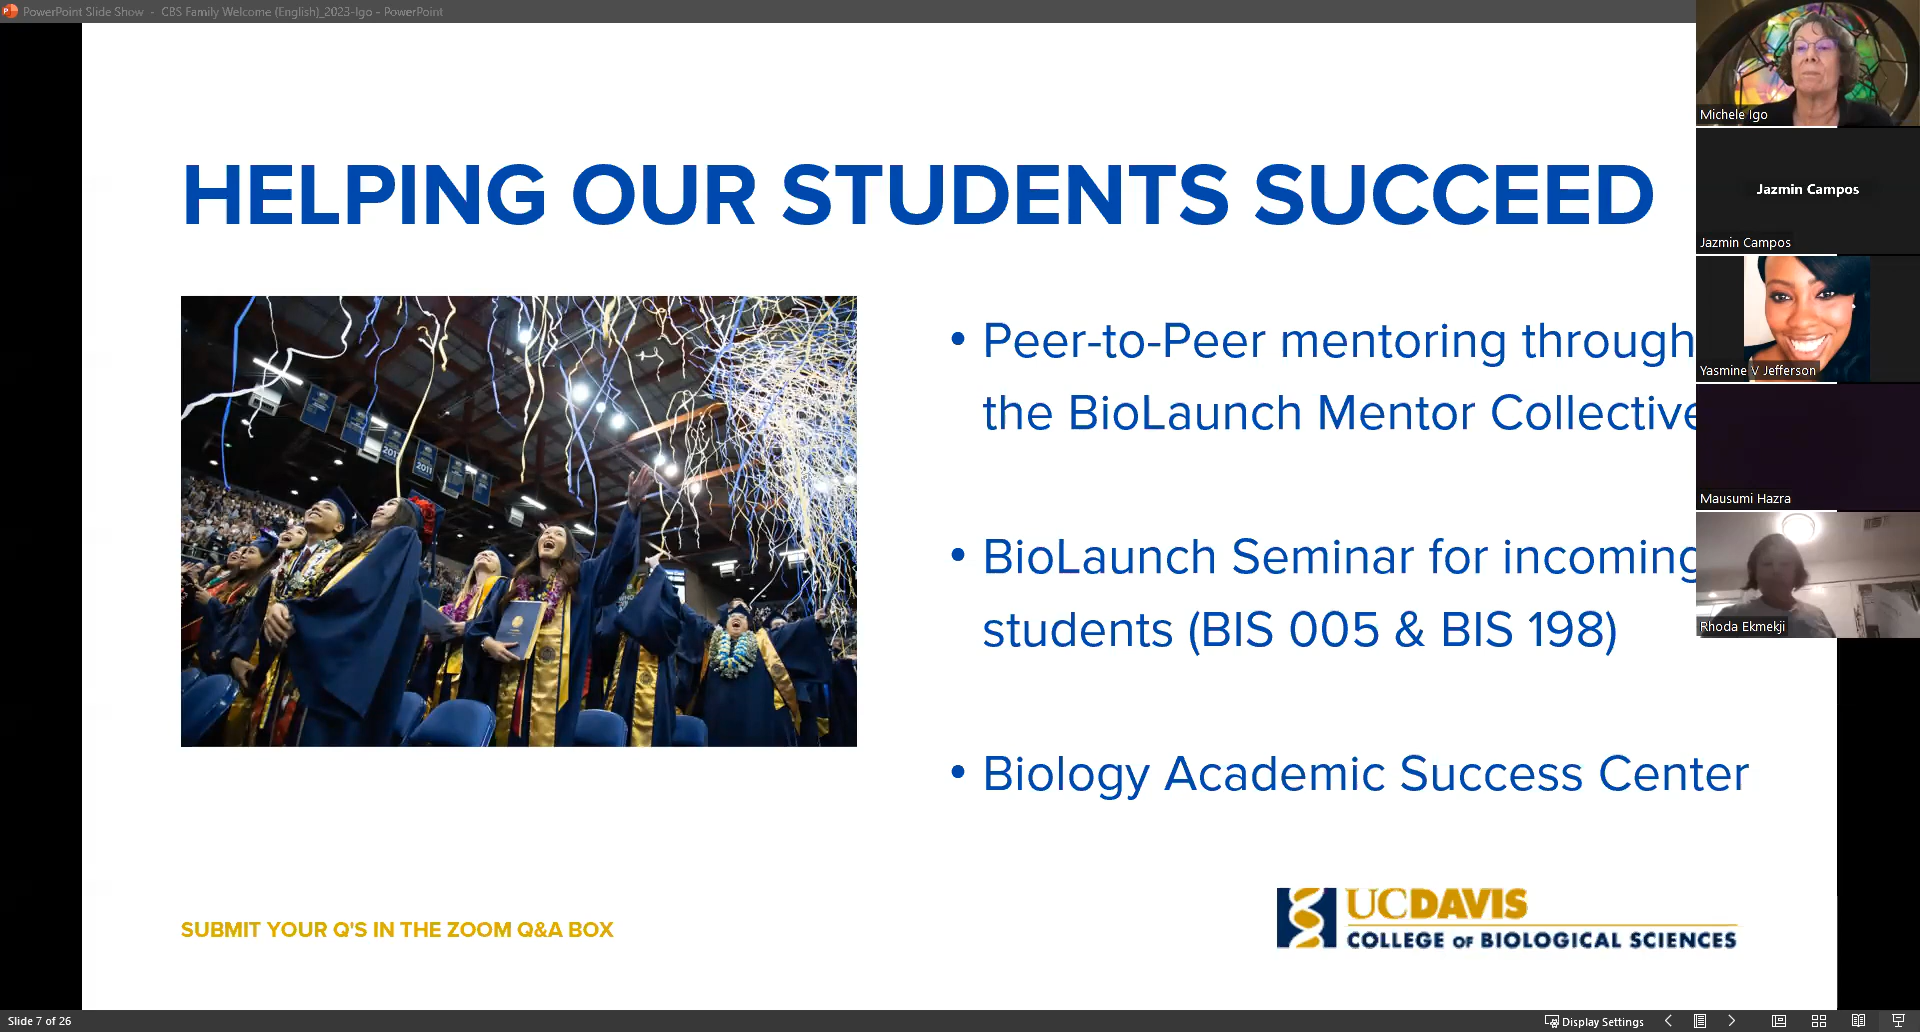 PowerPoint Slide Show - CBS Family Welcome (English)_2023-Igo - PowerPoint
HELPING OUR STUDENTS SUCCEED
• Peer-to-Peer mentoring through
the BioLaunch Mentor Collective
• BioLaunch Seminar for incoming
students (BIS 005 & BIS 198)
• Biology Academic Success Center
2011
SUBMIT YOUR Q'S IN THE ZOOM Q&A BOX
UCDAVIS
COLLEGE OF BIOLOGICAL SCIENCES
Michele Igo
Jazmin Campos
Jazmin Campos
Yasmine V Jefferson
Mausumi Hazra
Rhoda Ekmekji
Slide 7 of 26
Display Settings